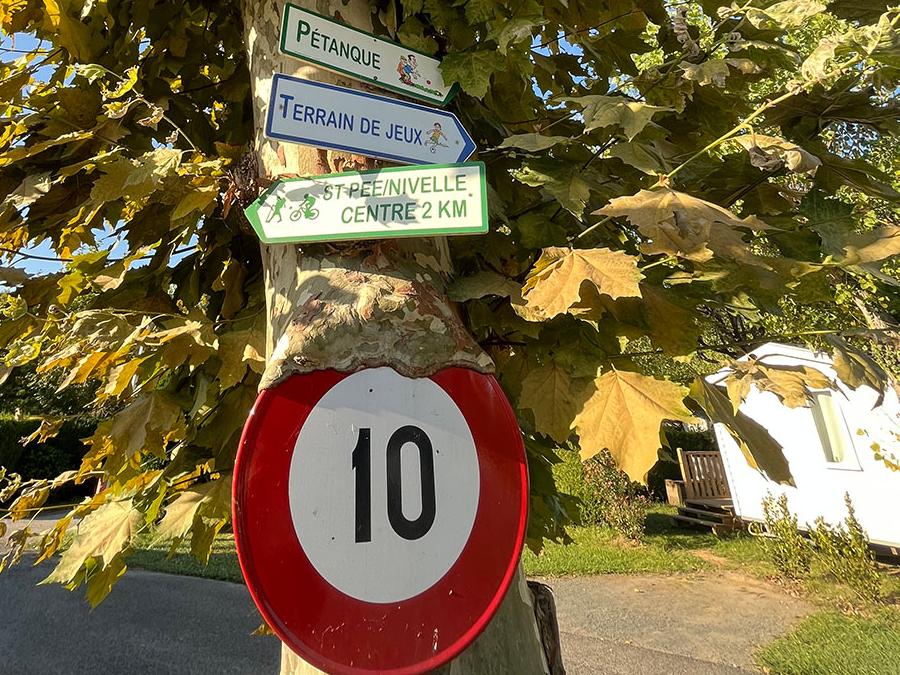 PÉTANQUE
TERRAIN DE JEUX
ST PEE/NIVELLE
CENTRE 2 KM
10